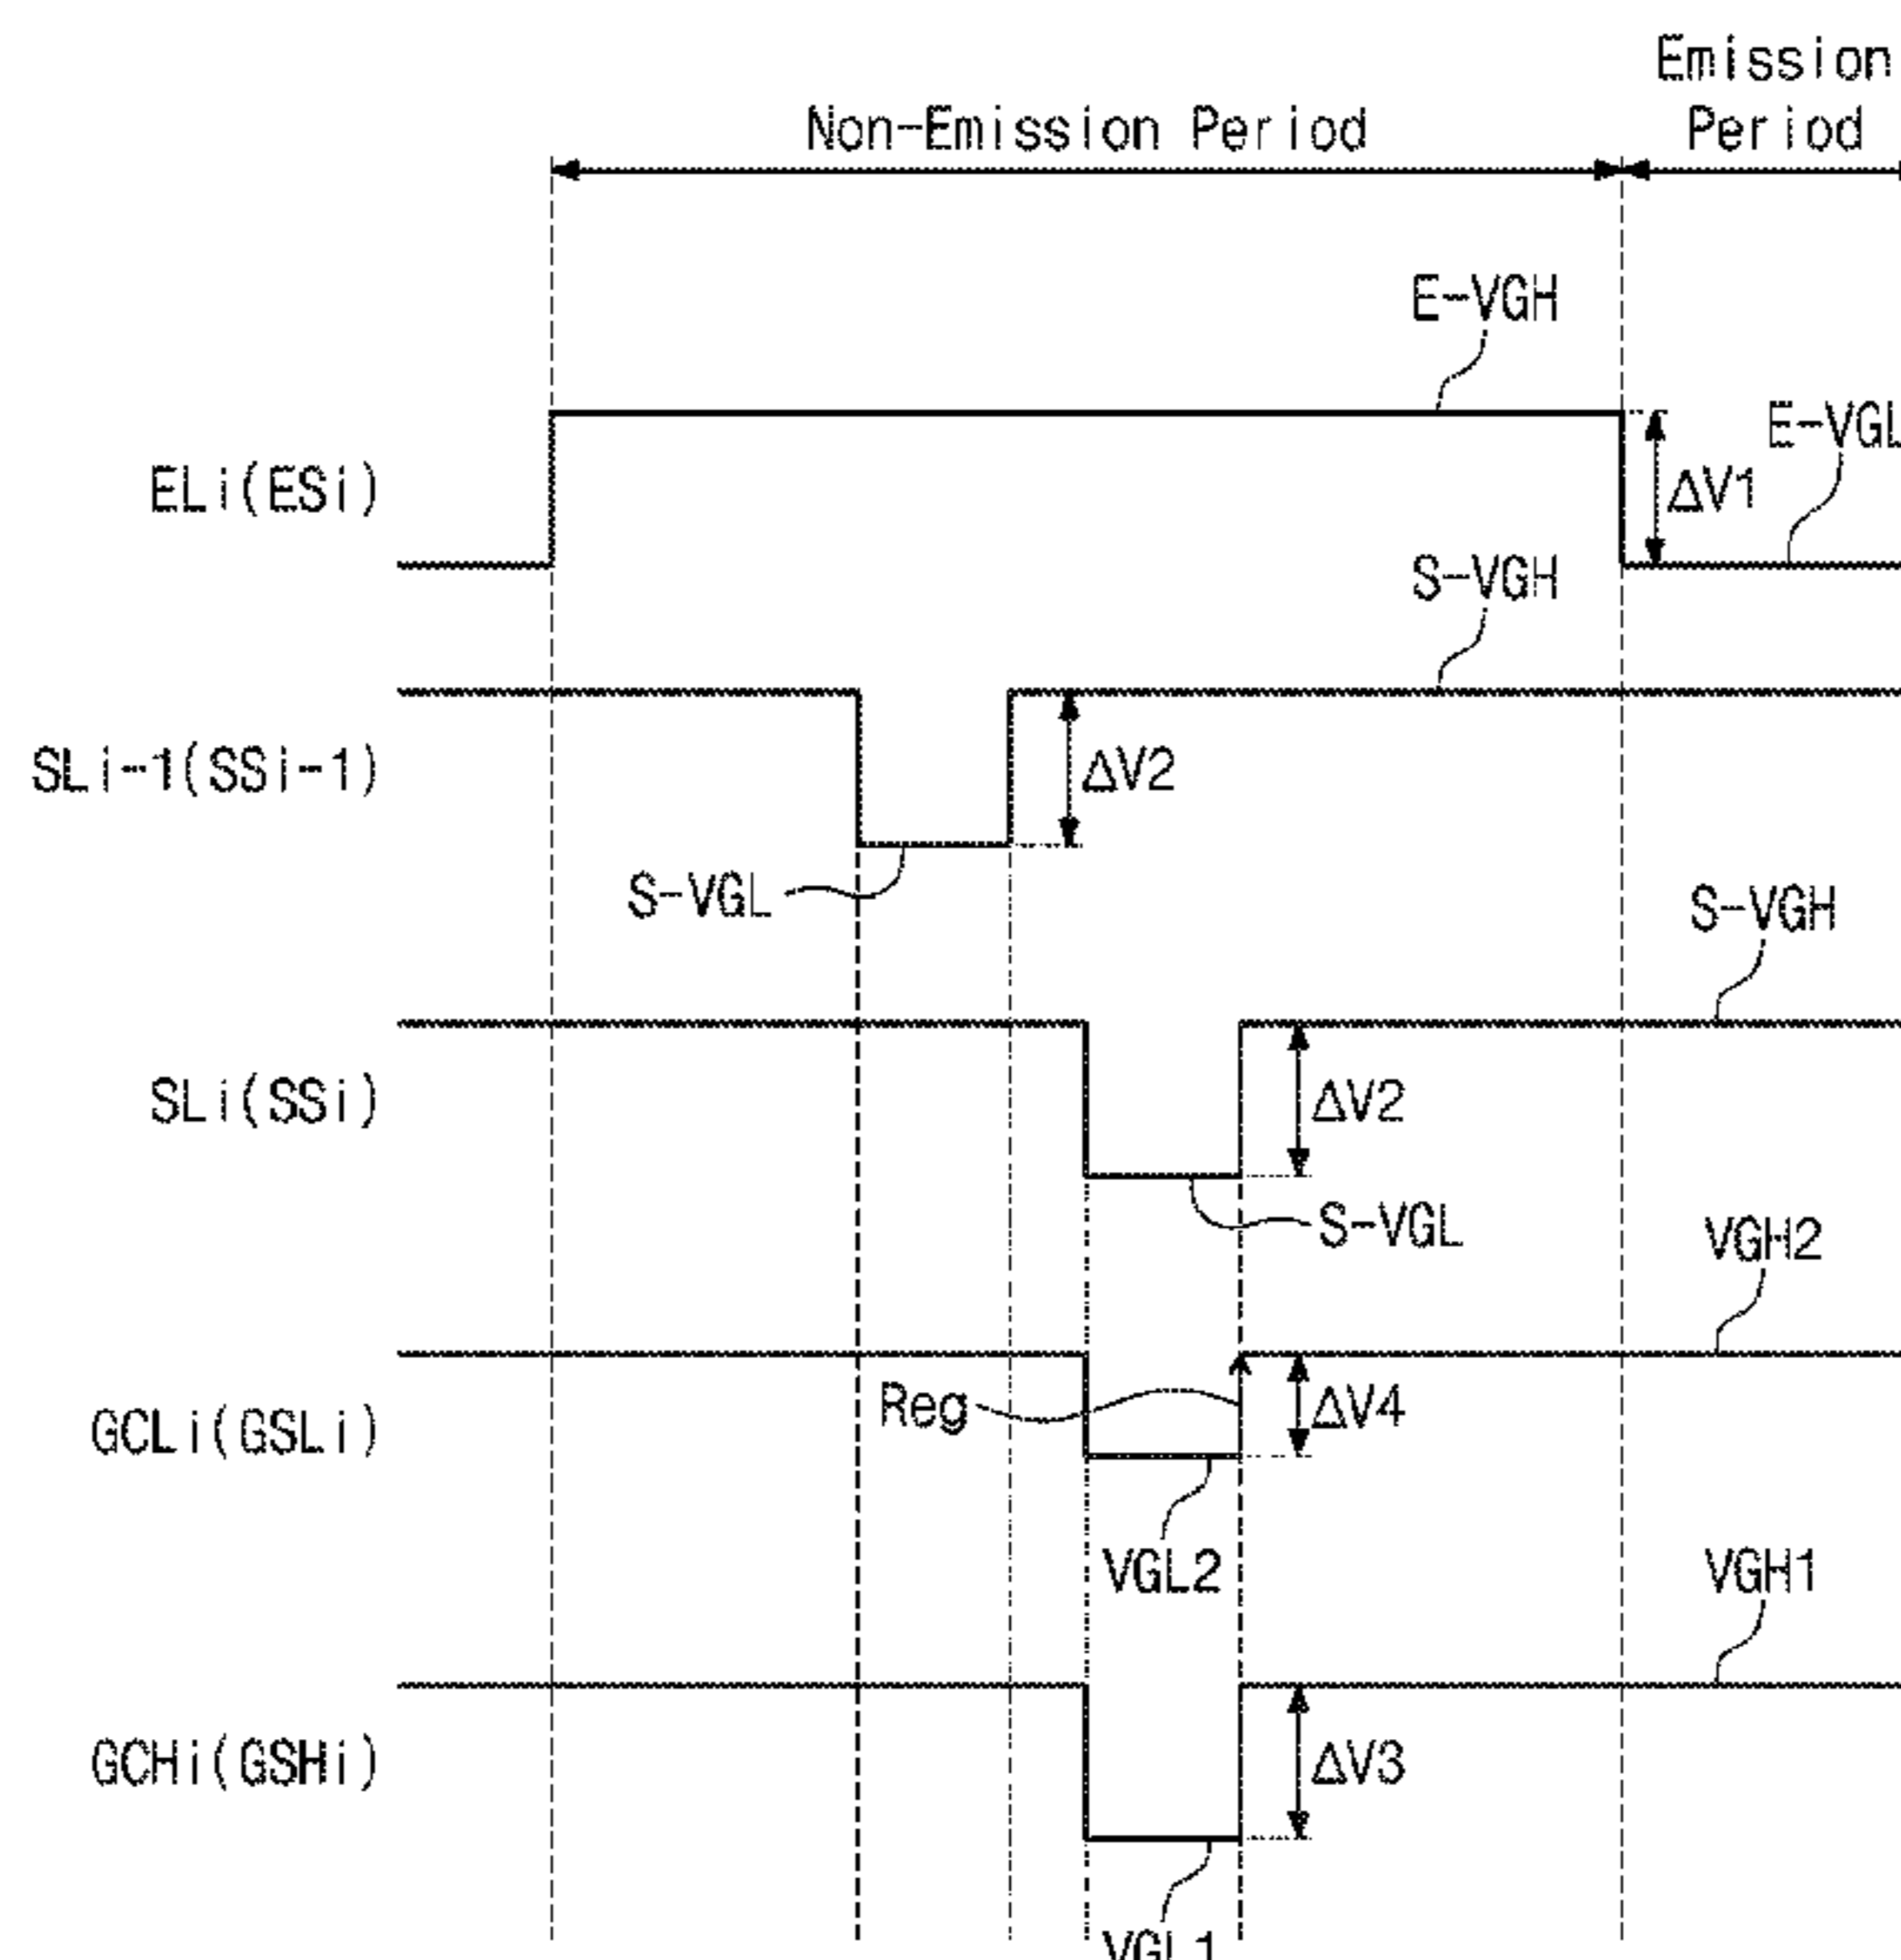 Emission
Non-Emission Period
Period
E-VGH
E-VGL
ELi(ESi)
ΔV1
S-VGH
SLi-1(SSi-1)
ΔV2
S-VGL
S-VGH
SLi(SSi)
ΔV2
S-VGL
VGH2
Reg
GCLi(GSLi)
ΔV4
VGL2
VGH1
GCHi(GSHi)
ΔV3
VGL1